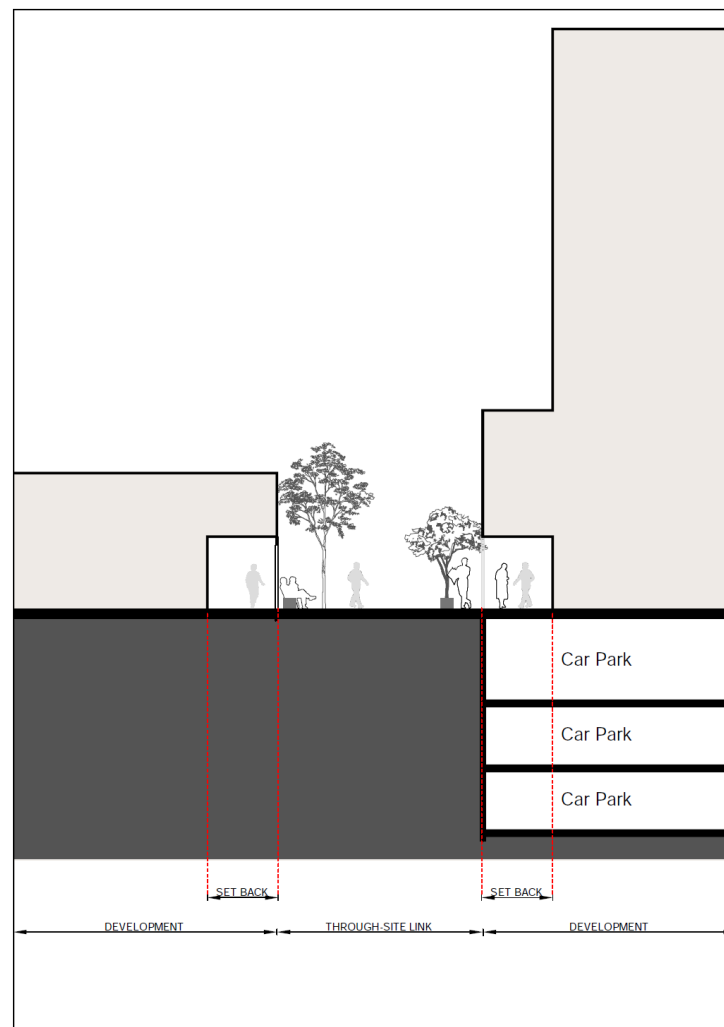 Car Park
Car Park
Car Park
SET BACK
SET BACK
DEVELOPMENT
THROUGH-SITE LINK
DEVELOPMENT